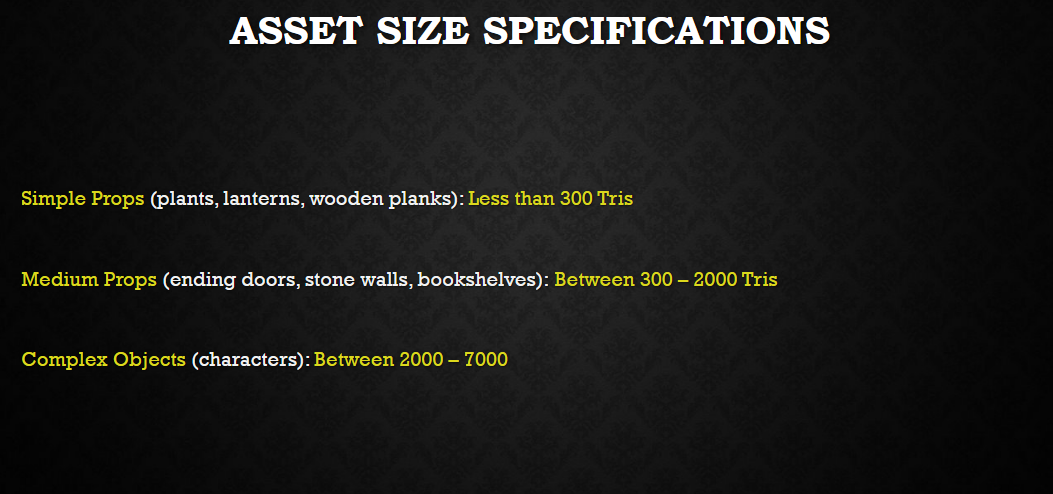 ASSET SIZE SPECIFICATIONS
Simple Props (plants, lanterns, wooden planks): Less than 300 Tris
Medium Props (ending doors, stone walls, bookshelves): Between 300 – 2000 Tris
Complex Objects (characters): Between 2000 – 7000